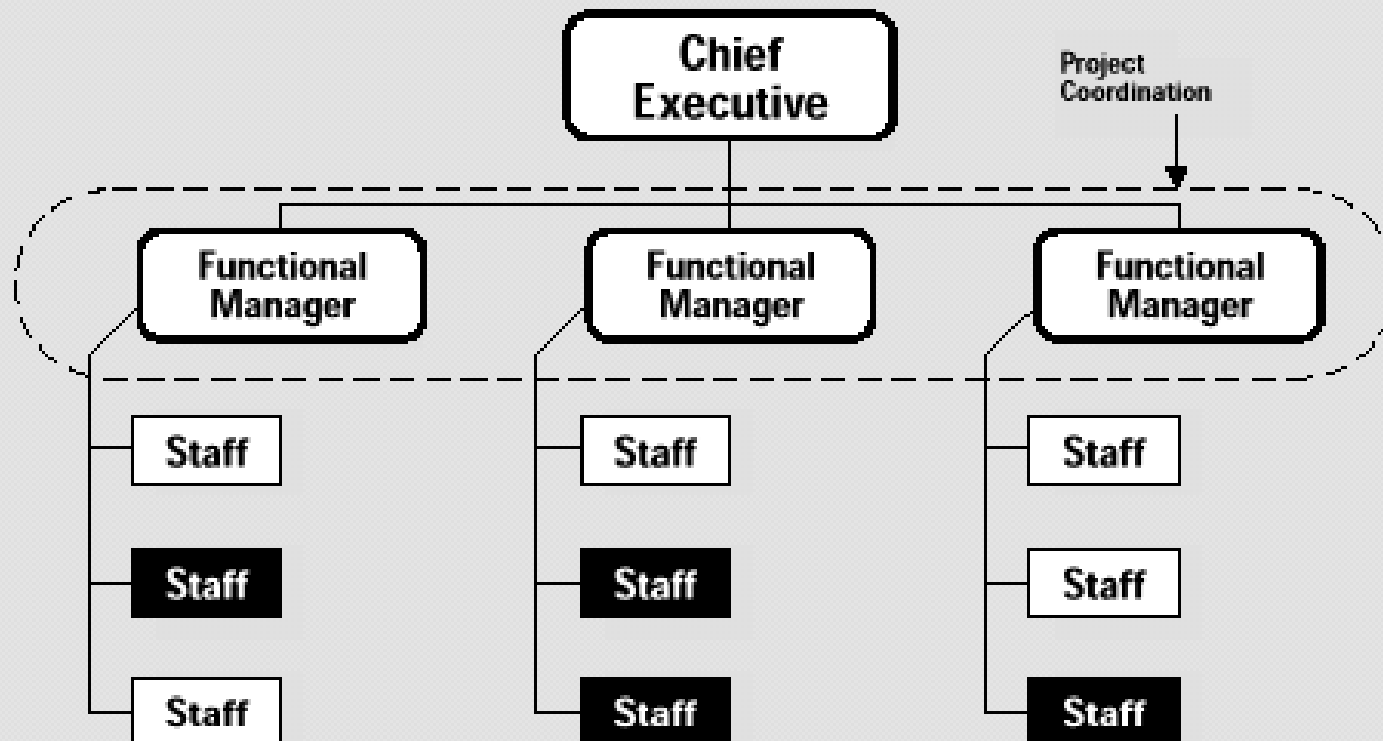 Chief
Executive
Project
Coordination
Functional
Manager
Functional
Manager
Functional
Manager
Staff
Staff
Staff
Staff
Staff
Staff
Staff
Staff
Staff